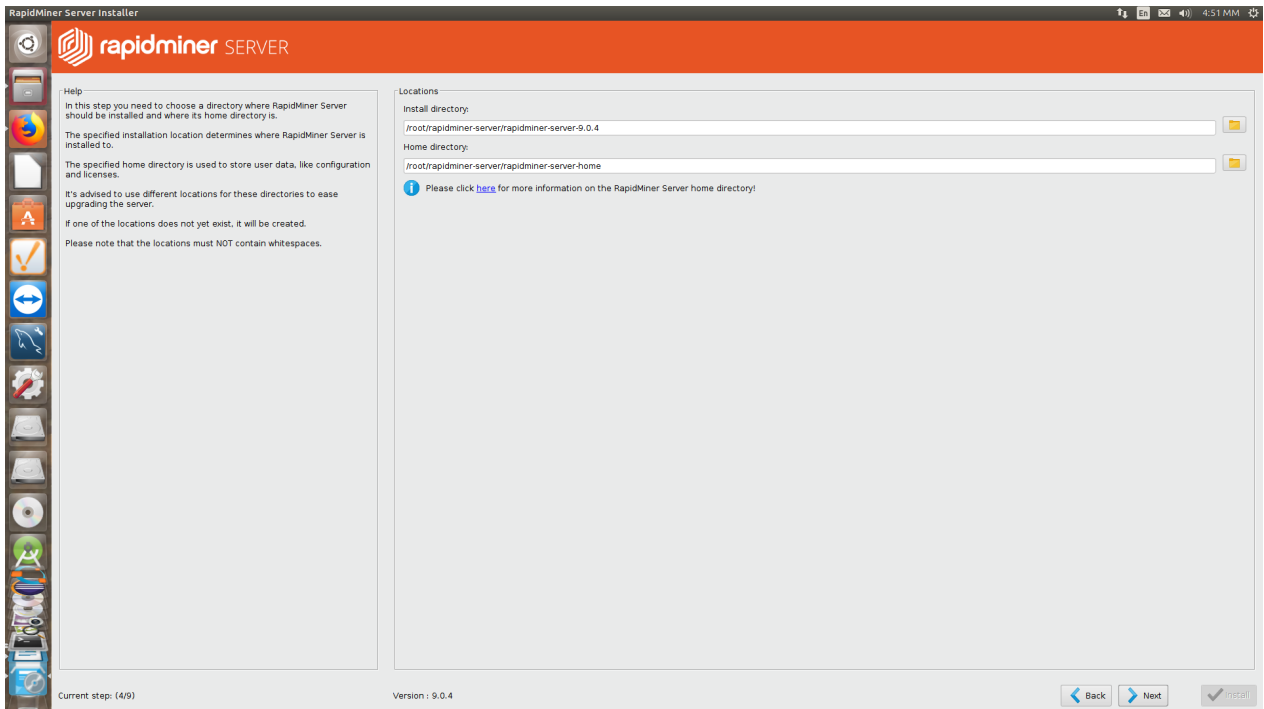 RapidMiner Server Installer
En
4:51 MM
rapidminer SERVER
Help
In this step you need to choose a directory where RapidMiner Server
should be installed and where its home directory is.
The specified installation location determines where RapidMiner Server is
installed to.
The specified home directory is used to store user data, like configuration
and licenses.
It's advised to use different locations for these directories to ease
upgrading the server.
If one of the locations does not yet exist, it will be created.
Please note that the locations must NOT contain whitespaces.
Locations
Install directory:
/root/rapidminer-server/rapidminer-server-9.0.4
Home directory:
/root/rapidminer-server/rapidminer-server-home
Please click here for more information on the RapidMiner Server home directory!
Current step: (4/9)
Version : 9.0.4
Back
Next
Install